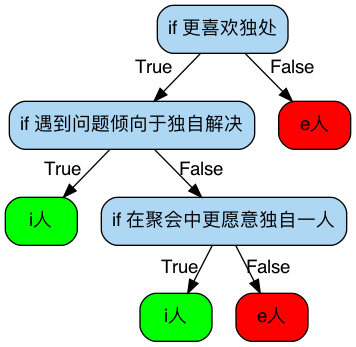 if 更喜欢独处
True
False
if 遇到问题倾向于独自解决
e人
True
False
i人
if 在聚会中更愿意独自一人
True
False
i人
e人